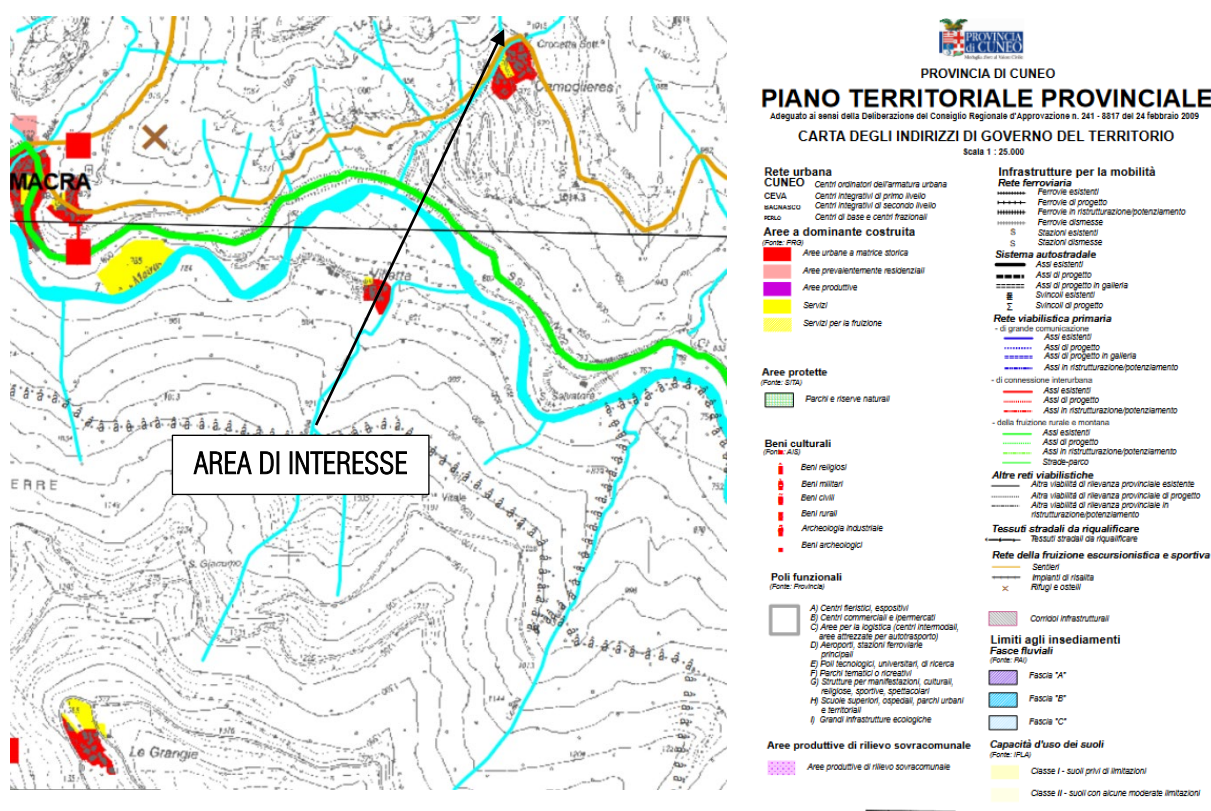 Crocetta Sott.
Camoglieres
MACRA
Villetta
Maira
S. Salvatore
AREA DI INTERESSE
ERRE
F. Vitale
S. Giacumo
Le Grangie
PROVINCIA
di CUNEO
PROVINCIA DI CUNEO
PIANO TERRITORIALE PROVINCIALE
Adeguato ai sensi della Deliberazione del Consiglio Regionale d'Approvazione n. 241 - 8817 del 24 febbraio 2009
CARTA DEGLI INDIRIZZI DI GOVERNO DEL TERRITORIO
Scala 1 : 25.000
Rete urbana
CUNEO Centri ordinatori dell'armatura urbana
CEVA Centri integrativi di primo livello
BAGNASCO Centri integrativi di secondo livello
PERLO Centri di base e centri frazionali
Aree a dominante costruita
(Fonte: PRG)
Aree urbane a matrice storica
Aree prevalentemente residenziali
Aree produttive
Servizi
Servizi per la fruizione
Aree protette
(Fonte: SITA)
Parchi e riserve naturali
Beni culturali
(Fonte: AIS)
Beni religiosi
Beni militari
Beni civili
Beni rurali
Archeologia industriale
Beni archeologici
Poli funzionali
(Fonte: Provincia)
A) Centri fieristici, espositivi
B) Centri commerciali e ipermercati
C) Aree per la logistica (centri intermodali,
aree attrezzate per autotrasporto)
D) Aeroporti, stazioni ferroviarie
principali
E) Poli tecnologici, universitari, di ricerca
F) Parchi tematici o ricreativi
G) Strutture per manifestazioni, culturali,
religiose, sportive, spettacolari
H) Scuole superiori, ospedali, parchi urbani
e territoriali
I) Grandi infrastrutture ecologiche
Aree produttive di rilievo sovracomunale
Aree produttive di rilievo sovracomunale
Infrastrutture per la mobilità
Rete ferroviaria
Ferrovie esistenti
Ferrovie di progetto
Ferrovie in ristrutturazione/potenziamento
Ferrovie dismesse
S Stazioni esistenti
S Stazioni dismesse
Sistema autostradale
Assi esistenti
Assi di progetto
Assi di progetto in galleria
Svincoli esistenti
Σ Svincoli di progetto
Rete viabilistica primaria
- di grande comunicazione
Assi esistenti
Assi di progetto
Assi di progetto in galleria
Assi in ristrutturazione/potenziamento
- di connessione interurbana
Assi esistenti
Assi di progetto
Assi in ristrutturazione/potenziamento
- della fruizione rurale e montana
Assi esistenti
Assi di progetto
Assi in ristrutturazione/potenziamento
Strade-parco
Altre reti viabilistiche
Altra viabilità di rilevanza provinciale esistente
Altra viabilità di rilevanza provinciale di progetto
Altra viabilità di rilevanza provinciale in
ristrutturazione/potenziamento
Tessuti stradali da riqualificare
Tessuti stradali da riqualificare
Rete della fruizione escursionistica e sportiva
Sentieri
Impianti di risalita
Rifugi e ostelli
Corridoi infrastrutturali
Limiti agli insediamenti
Fasce fluviali
(Fonte: PAI)
Fascia "A"
Fascia "B"
Fascia "C"
Capacità d'uso dei suoli
(Fonte: IPLA)
Classe I - suoli privi di limitazioni
Classe II - suoli con alcune moderate limitazioni